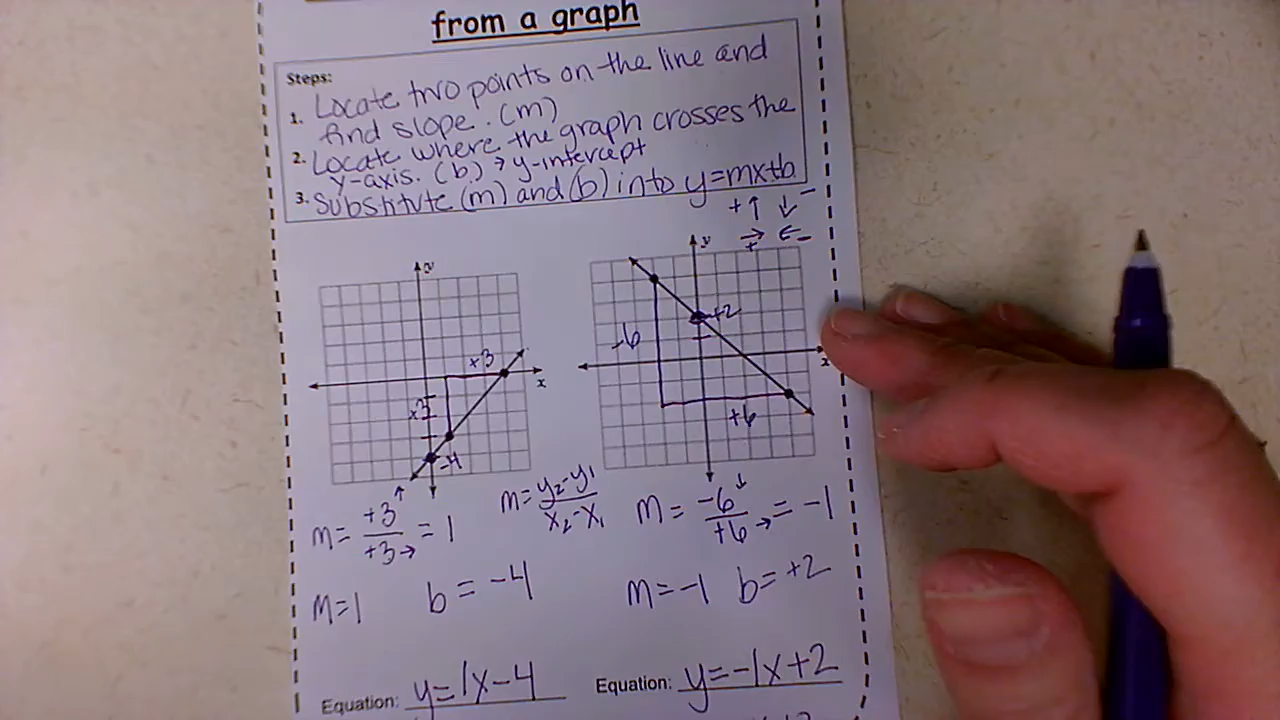 from a graph
Steps:
1. Locate two points on the line and
find slope. (m)
2. Locate where the graph crosses the
y-axis. (b) → y-intercept
3. Substitute (m) and (b) into y=mx+b
+ ↑ ↓ -
→ + ← -
y
x
+3
-4
y
x
+2
-6
+6
m = +3 ↑ / +3 → = 1
m = y₂-y₁ / x₂-x₁
m = -6 ↓ / +6 → = -1
m=1 b = -4
m=-1 b=+2
Equation: y=1x-4
Equation: y=-1x+2